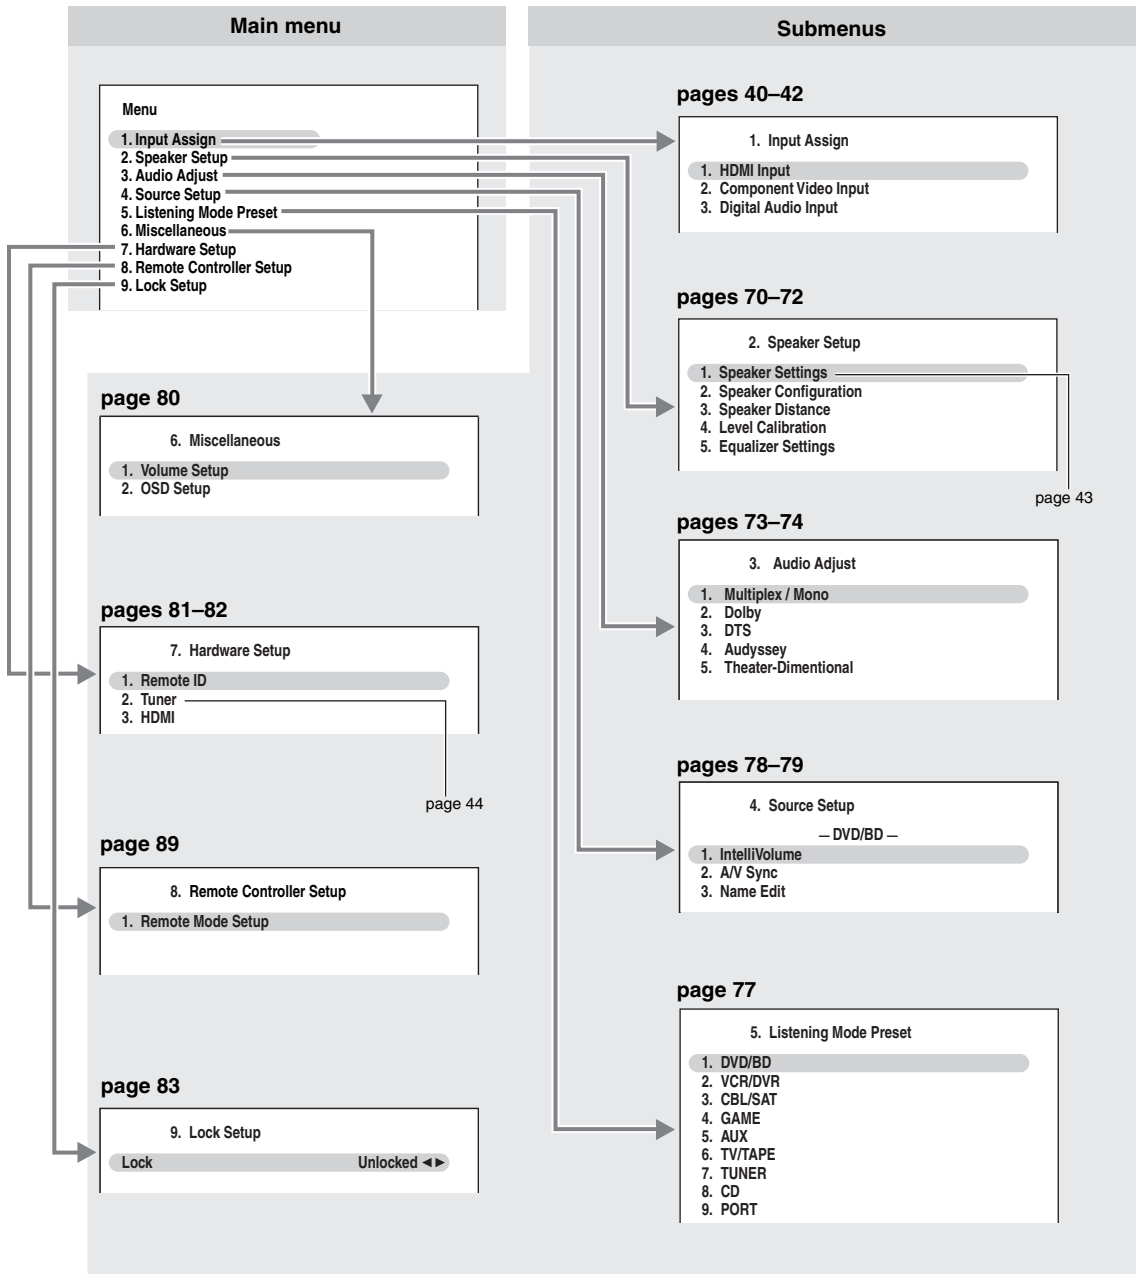 Main menu
Submenus
Menu
1. Input Assign
2. Speaker Setup
3. Audio Adjust
4. Source Setup
5. Listening Mode Preset
6. Miscellaneous
7. Hardware Setup
8. Remote Controller Setup
9. Lock Setup
pages 40–42
1. Input Assign
1. HDMI Input
2. Component Video Input
3. Digital Audio Input
pages 70–72
2. Speaker Setup
1. Speaker Settings
2. Speaker Configuration
3. Speaker Distance
4. Level Calibration
5. Equalizer Settings
page 43
pages 73–74
3. Audio Adjust
1. Multiplex / Mono
2. Dolby
3. DTS
4. Audyssey
5. Theater-Dimentional
pages 78–79
4. Source Setup
— DVD/BD —
1. IntelliVolume
2. A/V Sync
3. Name Edit
page 77
5. Listening Mode Preset
1. DVD/BD
2. VCR/DVR
3. CBL/SAT
4. GAME
5. AUX
6. TV/TAPE
7. TUNER
8. CD
9. PORT
page 80
6. Miscellaneous
1. Volume Setup
2. OSD Setup
pages 81–82
7. Hardware Setup
1. Remote ID
2. Tuner
3. HDMI
page 44
page 89
8. Remote Controller Setup
1. Remote Mode Setup
page 83
9. Lock Setup
Lock Unlocked ◄►